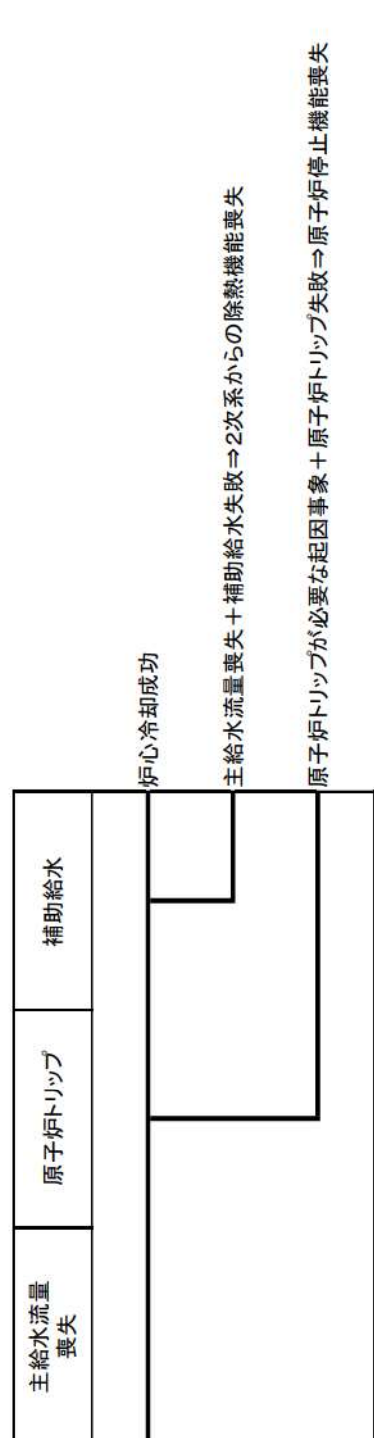 主給水流量
喪失
原子炉トリップ
補助給水
炉心冷却成功
主給水流量喪失＋補助給水失敗⇒2次系からの除熱機能喪失
原子炉トリップが必要な起因事象＋原子炉トリップ失敗⇒原子炉停止機能喪失